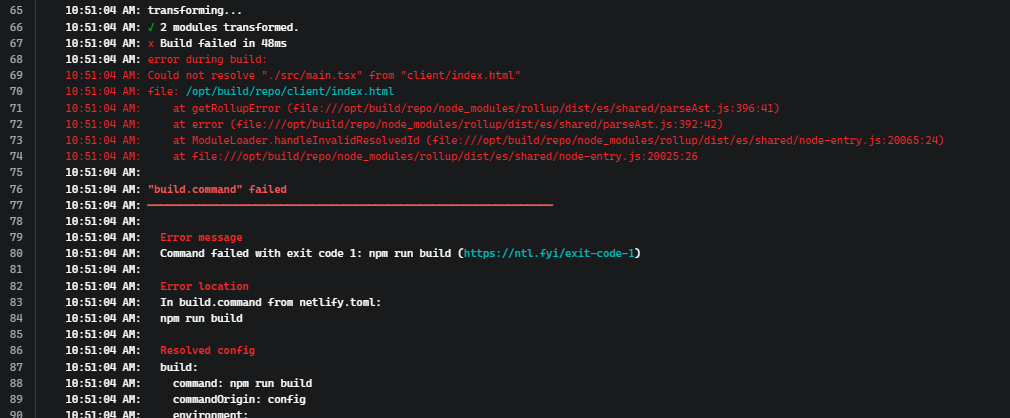 65 10:51:04 AM: transforming...
66 10:51:04 AM: ✓ 2 modules transformed.
67 10:51:04 AM: x Build failed in 48ms
68 10:51:04 AM: error during build:
69 10:51:04 AM: Could not resolve "./src/main.tsx" from "client/index.html"
70 10:51:04 AM: file: /opt/build/repo/client/index.html
71 10:51:04 AM:     at getRollupError (file:///opt/build/repo/node_modules/rollup/dist/es/shared/parseAst.js:396:41)
72 10:51:04 AM:     at error (file:///opt/build/repo/node_modules/rollup/dist/es/shared/parseAst.js:392:42)
73 10:51:04 AM:     at ModuleLoader.handleInvalidResolvedId (file:///opt/build/repo/node_modules/rollup/dist/es/shared/node-entry.js:20065:24)
74 10:51:04 AM:     at file:///opt/build/repo/node_modules/rollup/dist/es/shared/node-entry.js:20025:26
75 10:51:04 AM:
76 10:51:04 AM: "build.command" failed
77 10:51:04 AM: ────────────────────────────────────────────────────────────────
78 10:51:04 AM:
79 10:51:04 AM:   Error message
80 10:51:04 AM:   Command failed with exit code 1: npm run build (https://ntl.fyi/exit-code-1)
81 10:51:04 AM:
82 10:51:04 AM:   Error location
83 10:51:04 AM:   In build.command from netlify.toml:
84 10:51:04 AM:   npm run build
85 10:51:04 AM:
86 10:51:04 AM:   Resolved config
87 10:51:04 AM:   build:
88 10:51:04 AM:     command: npm run build
89 10:51:04 AM:     commandOrigin: config
90 10:51:04 AM:     environment: